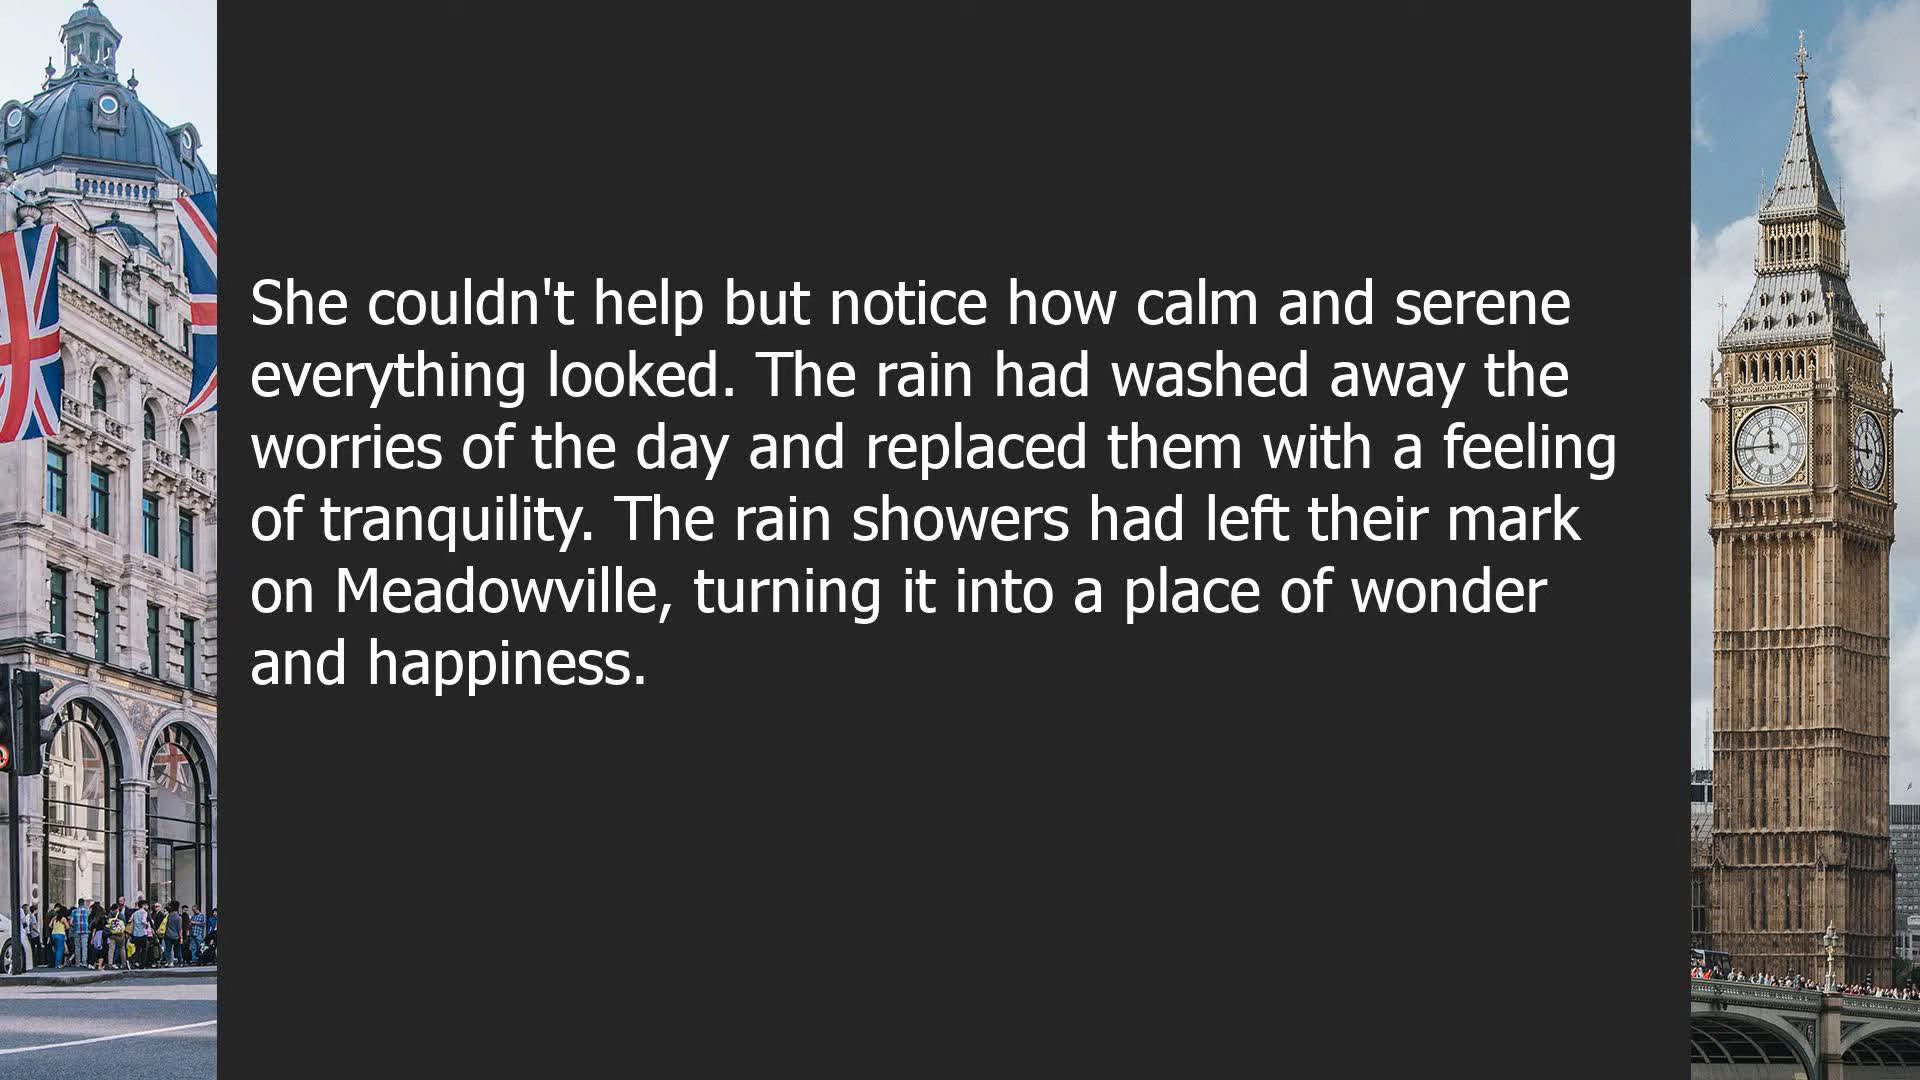 She couldn't help but notice how calm and serene
everything looked. The rain had washed away the
worries of the day and replaced them with a feeling
of tranquility. The rain showers had left their mark
on Meadowville, turning it into a place of wonder
and happiness.